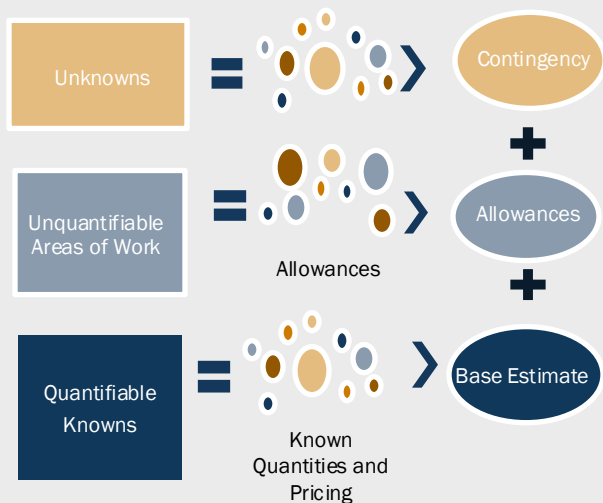 Unknowns
Contingency
Unquantifiable
Areas of Work
Allowances
Allowances
Quantifiable
Knowns
Known
Quantities and
Pricing
Base Estimate